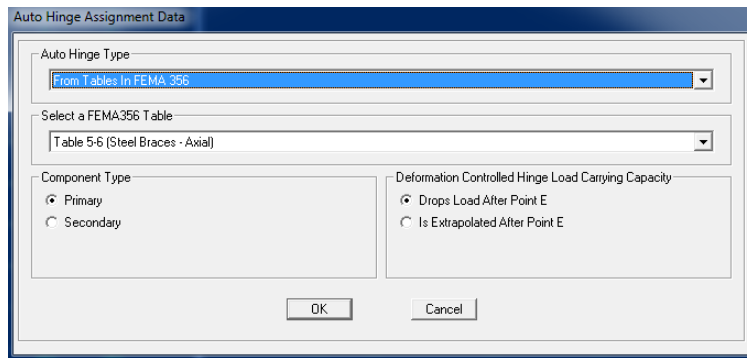 Auto Hinge Assignment Data
Auto Hinge Type
From Tables In FEMA 356
Select a FEMA356 Table
Table 5-6 (Steel Braces - Axial)
Component Type
Primary
Secondary
Deformation Controlled Hinge Load Carrying Capacity
Drops Load After Point E
Is Extrapolated After Point E
OK
Cancel